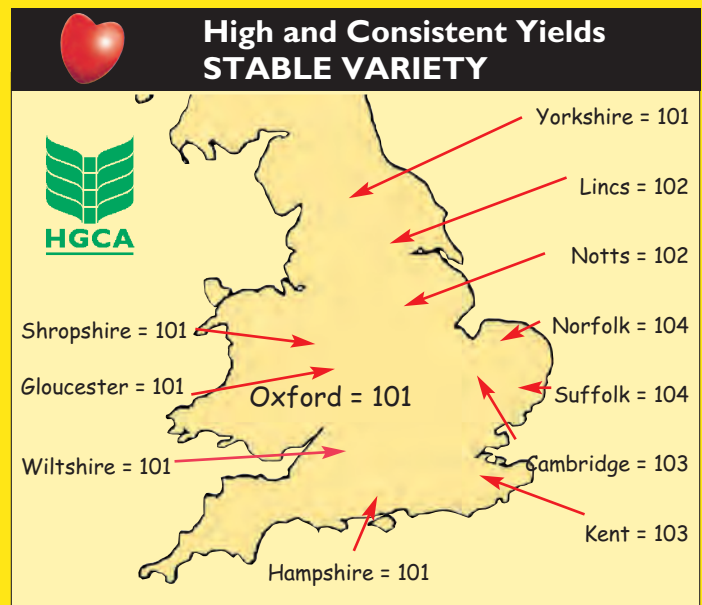 High and Consistent Yields
STABLE VARIETY
HGCA
Yorkshire = 101
Lincs = 102
Notts = 102
Norfolk = 104
Shropshire = 101
Gloucester = 101
Oxford = 101
Suffolk = 104
Wiltshire = 101
Cambridge = 103
Kent = 103
Hampshire = 101